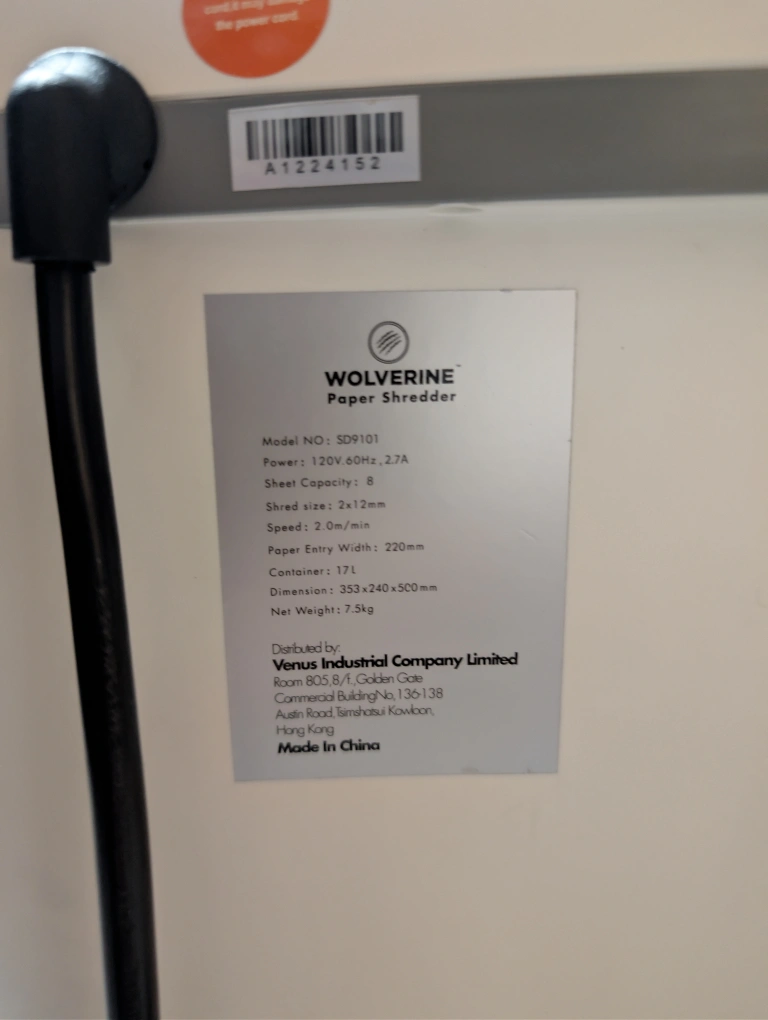 cord, it may damage
the power cord.
A1224152
WOLVERINE™
Paper Shredder
Model NO: SD9101
Power: 120V.60Hz,2.7A
Sheet Capacity: 8
Shred size: 2x12mm
Speed: 2.0m/min
Paper Entry Width: 220mm
Container: 17L
Dimension: 353x240x500mm
Net Weight: 7.5kg
Distributed by:
Venus Industrial Company Limited
Room 805,8/f.,Golden Gate
Commercial BuildingNo,136-138
Austin Road,Tsimshatsui Kowloon,
Hong Kong
Made In China